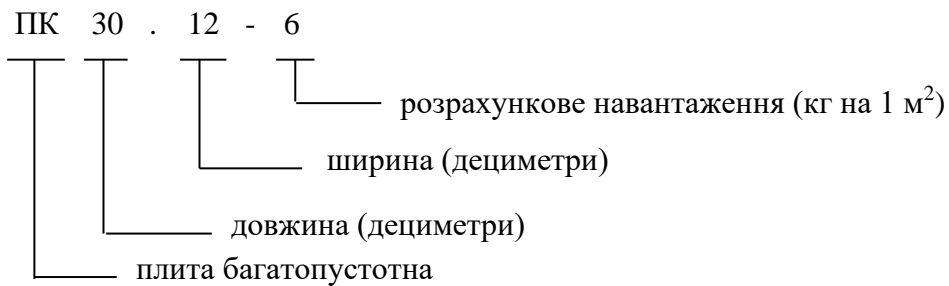 ПК 30 . 12 - 6
розрахункове навантаження (кг на 1 м²)
ширина (дециметри)
довжина (дециметри)
плита багатопустотна